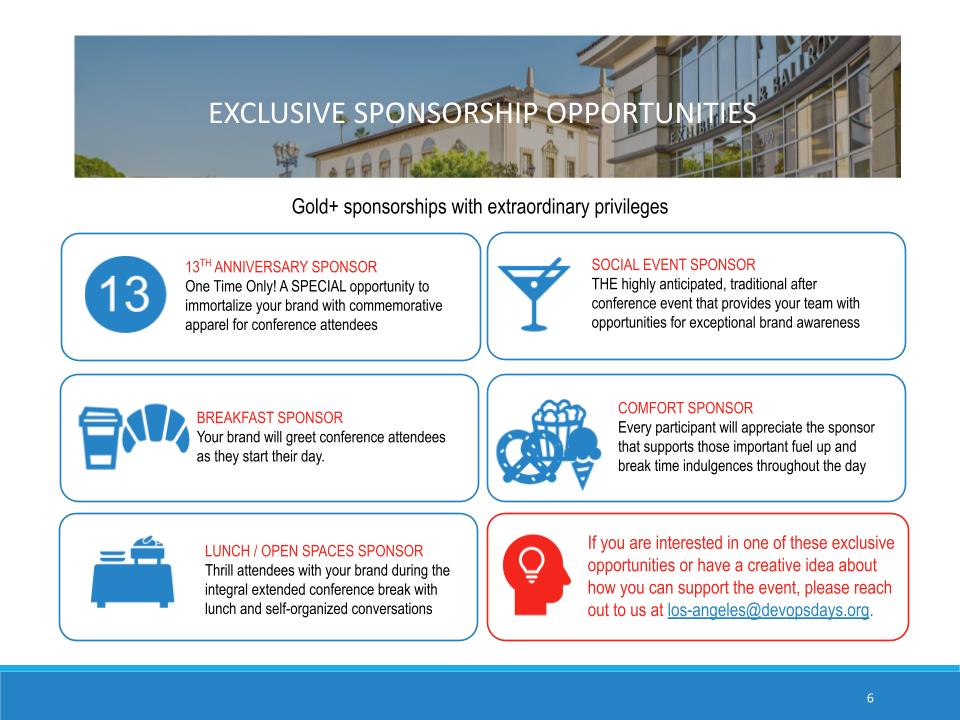 EXCLUSIVE SPONSORSHIP OPPORTUNITIES
Gold+ sponsorships with extraordinary privileges
13
13TH ANNIVERSARY SPONSOR
One Time Only! A SPECIAL opportunity to
immortalize your brand with commemorative
apparel for conference attendees
SOCIAL EVENT SPONSOR
THE highly anticipated, traditional after
conference event that provides your team with
opportunities for exceptional brand awareness
BREAKFAST SPONSOR
Your brand will greet conference attendees
as they start their day.
COMFORT SPONSOR
Every participant will appreciate the sponsor
that supports those important fuel up and
break time indulgences throughout the day
LUNCH / OPEN SPACES SPONSOR
Thrill attendees with your brand during the
integral extended conference break with
lunch and self-organized conversations
If you are interested in one of these exclusive
opportunities or have a creative idea about
how you can support the event, please reach
out to us at los-angeles@devopsdays.org.
6